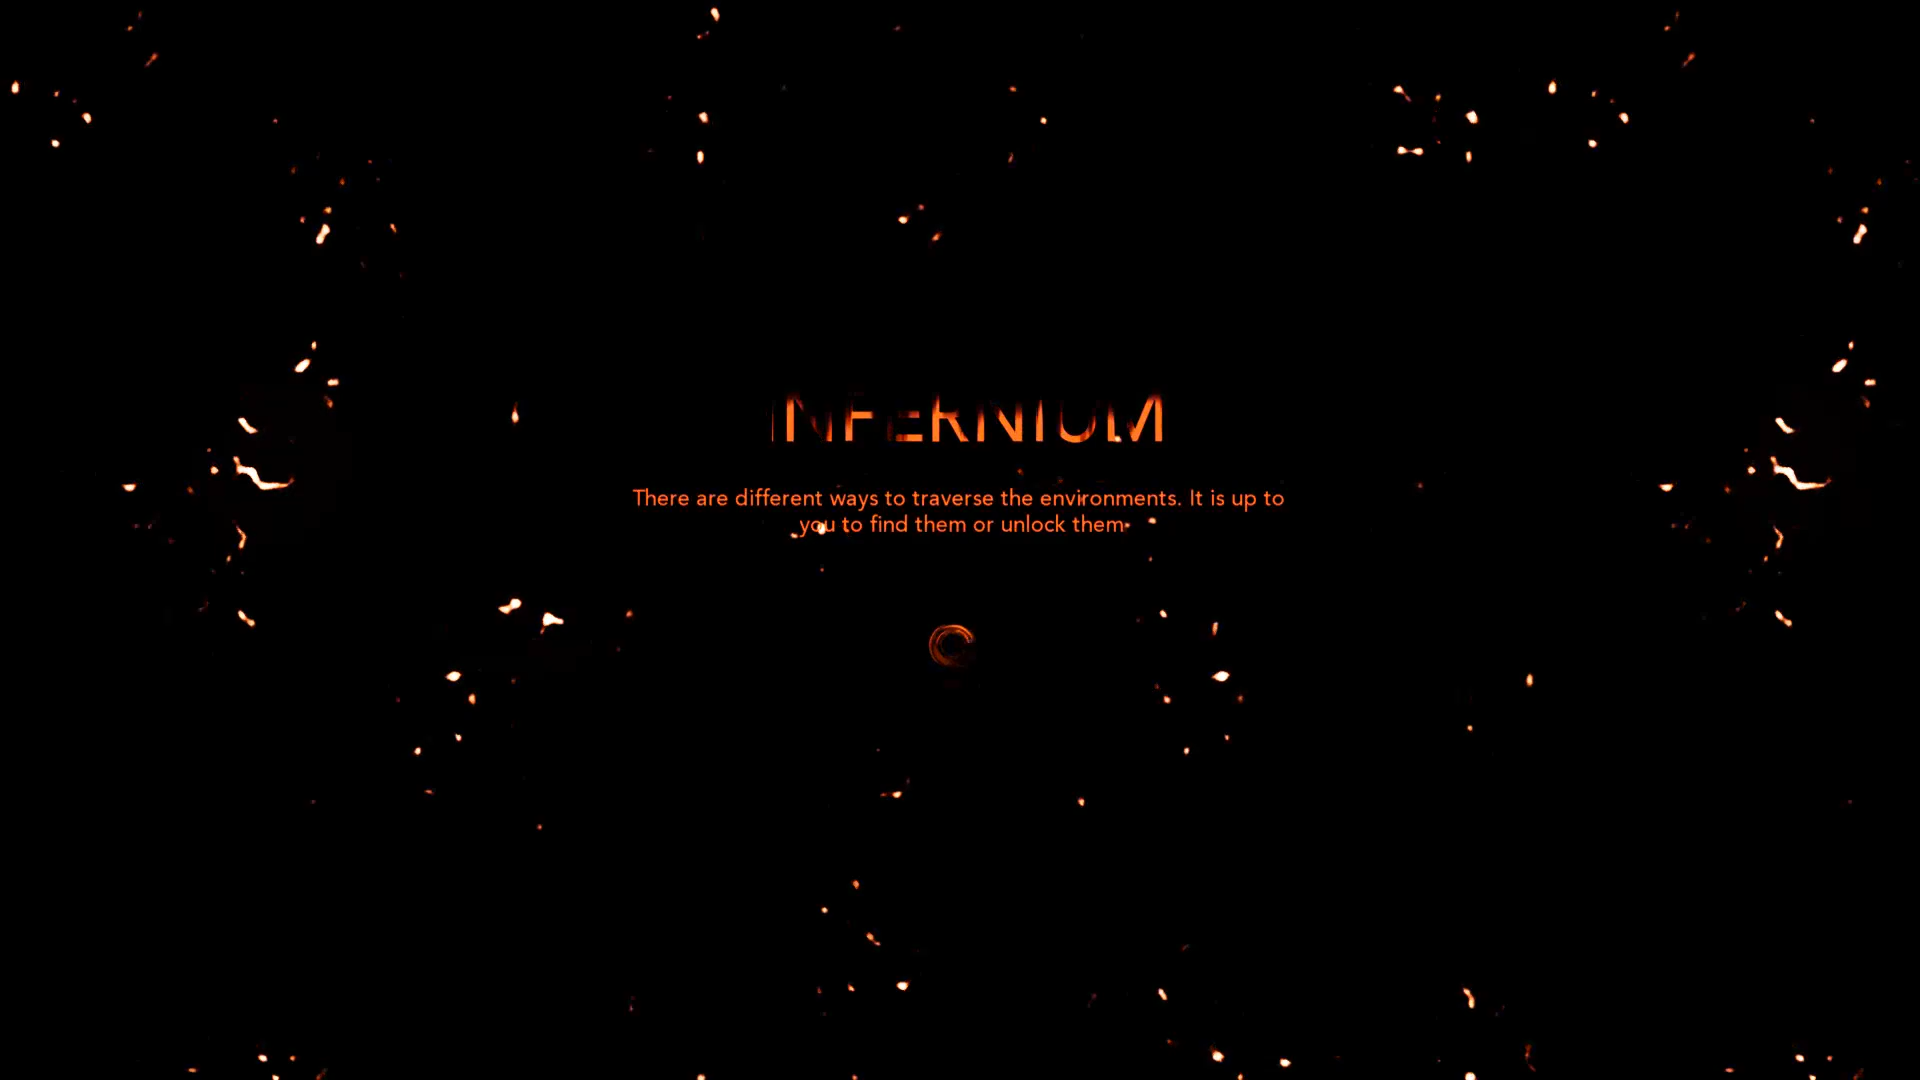 INFERNIUM
There are different ways to traverse the environments. It is up to
you to find them or unlock them